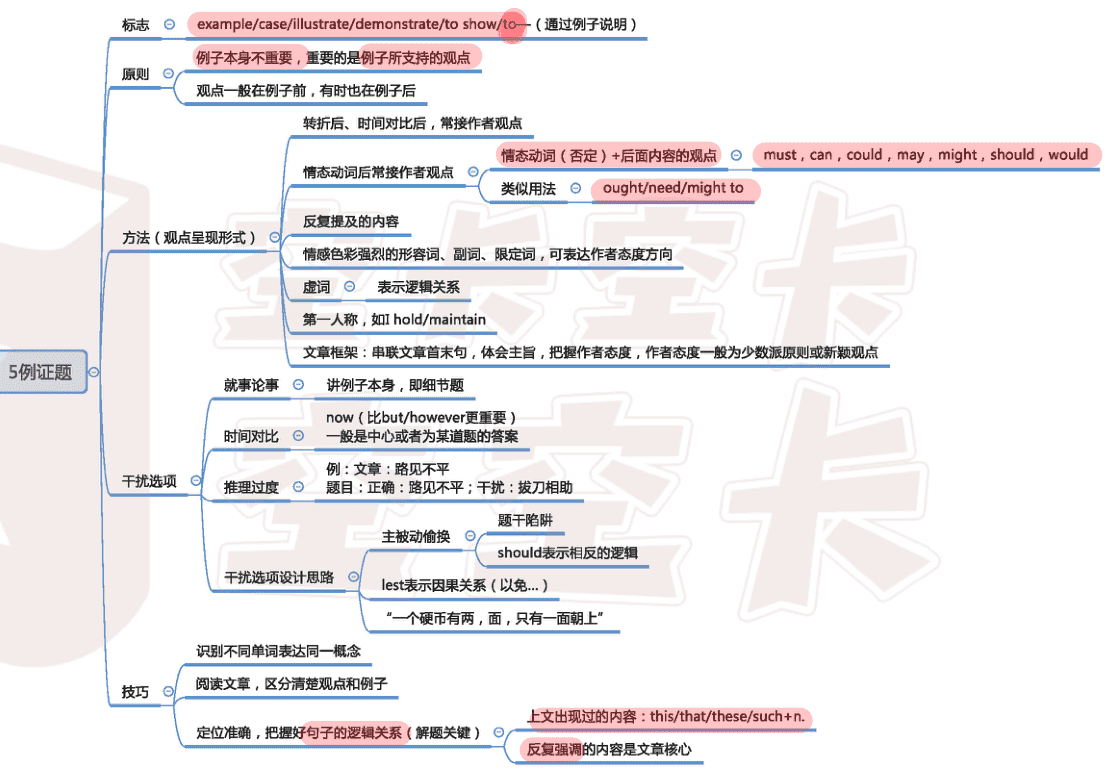 5例证题
标志
example/case/illustrate/demonstrate/to show/to—（通过例子说明）
原则
例子本身不重要，重要的是例子所支持的观点
观点一般在例子前，有时也在例子后
方法（观点呈现形式）
转折后、时间对比后，常接作者观点
情态动词后常接作者观点
情态动词（否定）+后面内容的观点
must，can，could，may，might，should，would
类似用法
ought/need/might to
反复提及的内容
情感色彩强烈的形容词、副词、限定词，可表达作者态度方向
虚词
表示逻辑关系
第一人称，如I hold/maintain
文章框架：串联文章首末句，体会主旨，把握作者态度，作者态度一般为少数派原则或新颖观点
干扰选项
就事论事
讲例子本身，即细节题
时间对比
now（比but/however更重要）
一般是中心或者为某道题的答案
推理过度
例：文章：路见不平
题目：正确：路见不平；干扰：拔刀相助
干扰选项设计思路
主被动偷换
题干陷阱
should表示相反的逻辑
lest表示因果关系（以免...）
“一个硬币有两，面，只有一面朝上”
技巧
识别不同单词表达同一概念
阅读文章，区分清楚观点和例子
定位准确，把握好句子的逻辑关系（解题关键）
上文出现过的内容：this/that/these/such+n.
反复强调的内容是文章核心
空卡空卡
空空卡